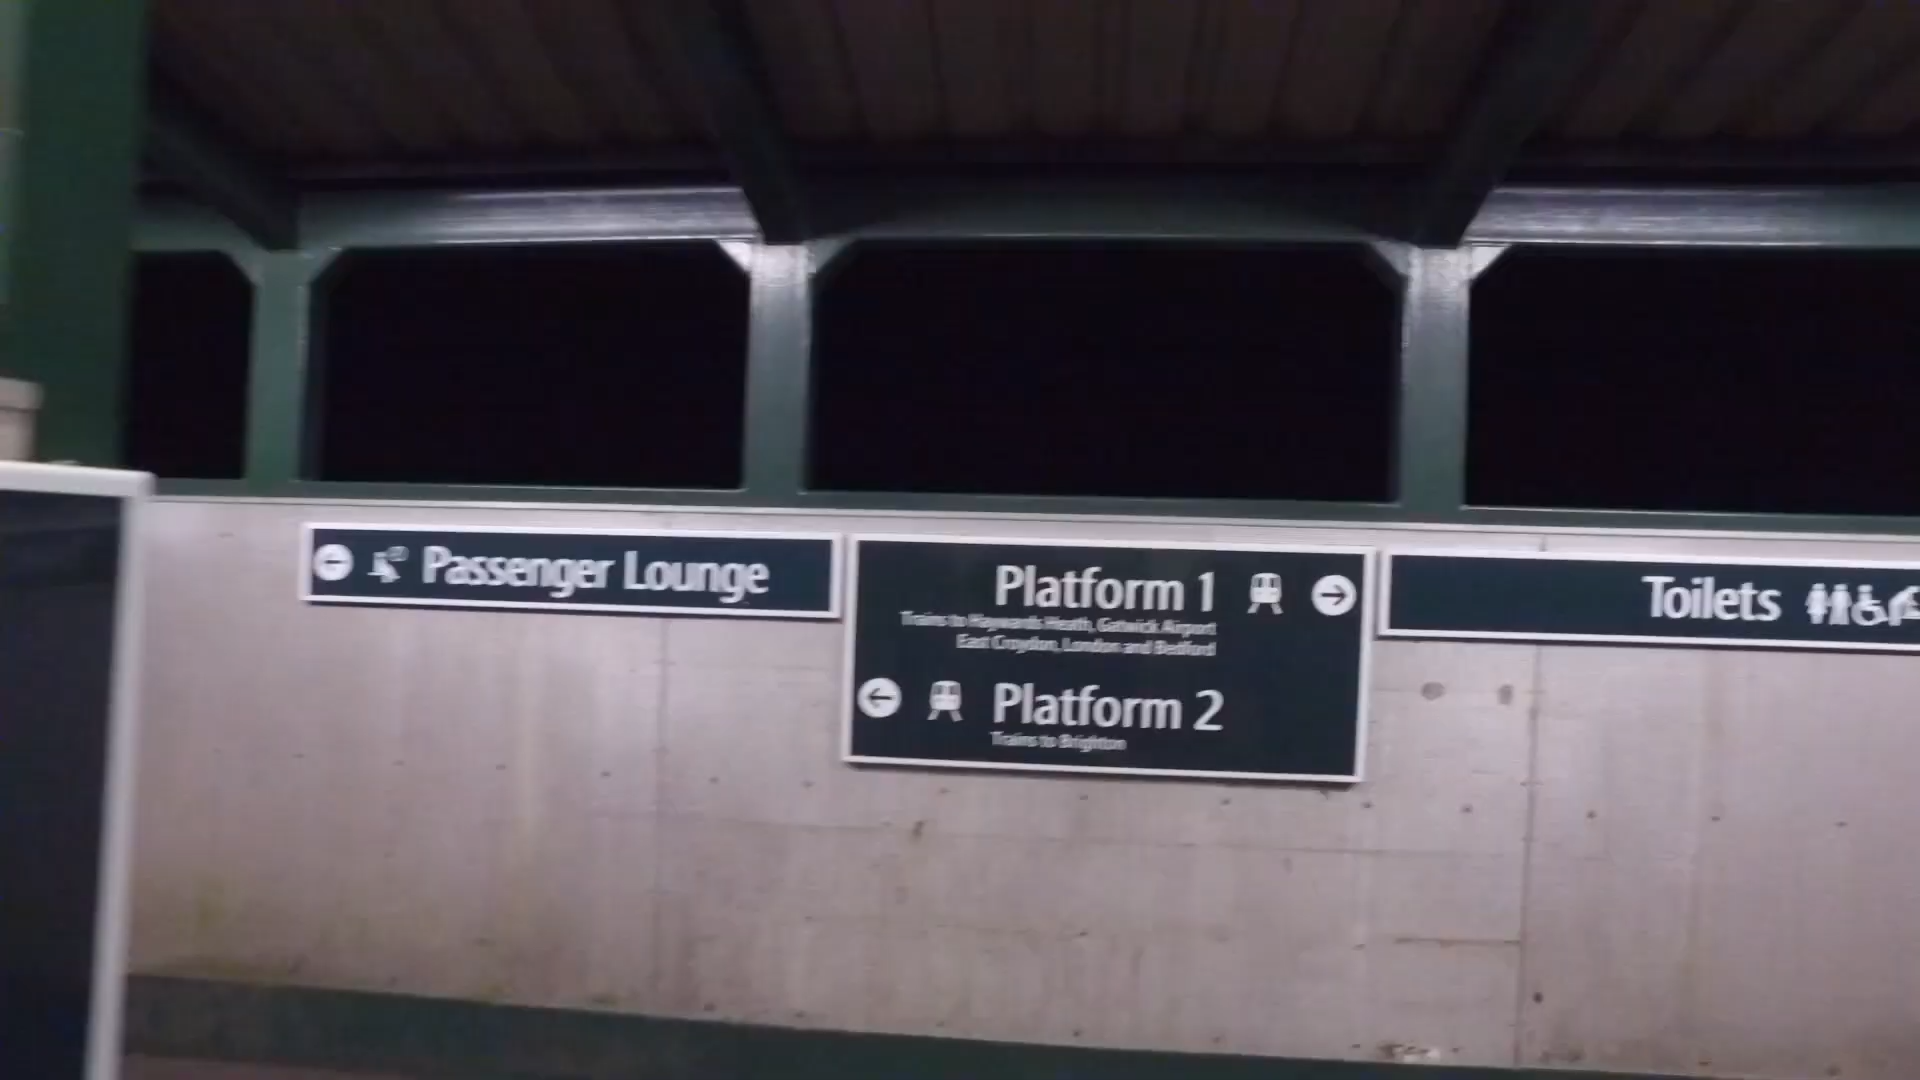 Passenger Lounge
Platform 1
Trains to Haywards Heath, Gatwick Airport
East Croydon, London and Bedford
Platform 2
Trains to Brighton
Toilets